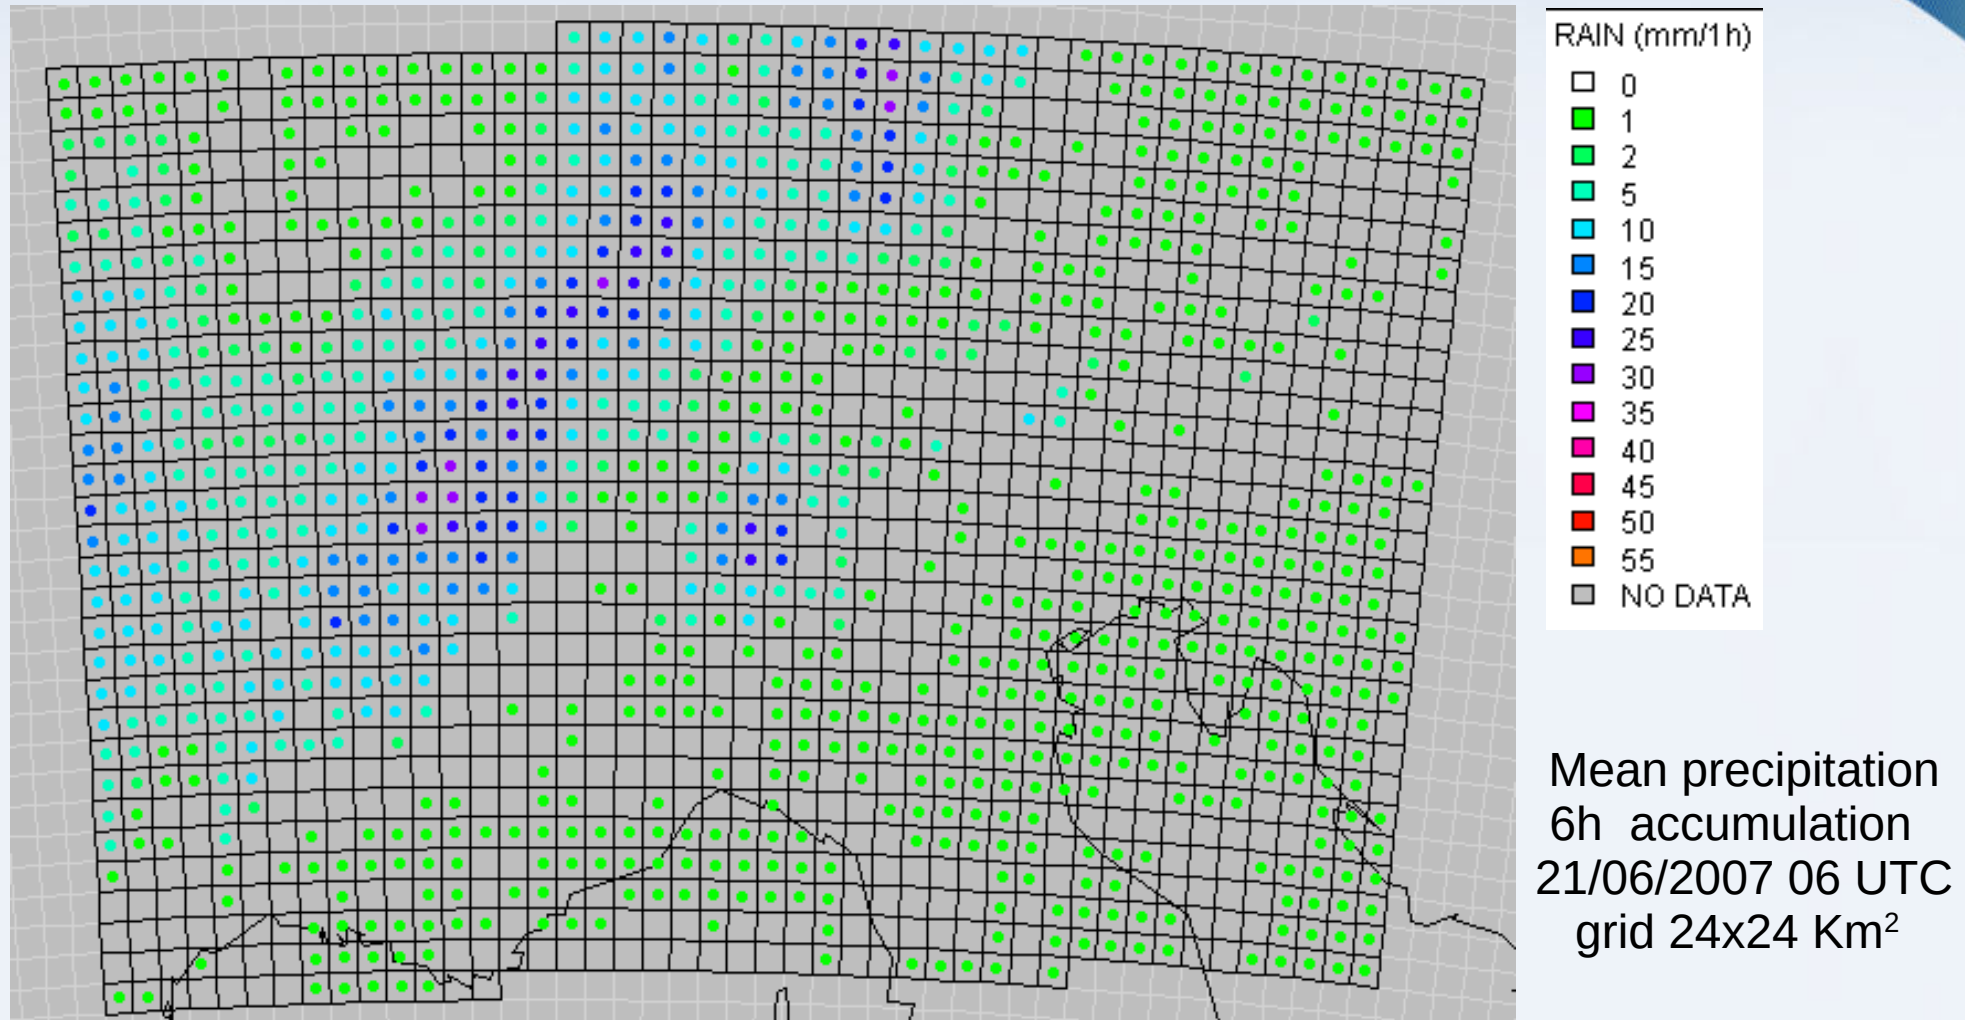 RAIN (mm/1h)
0
1
2
5
10
15
20
25
30
35
40
45
50
55
NO DATA
Mean precipitation
6h accumulation
21/06/2007 06 UTC
grid 24x24 Km²